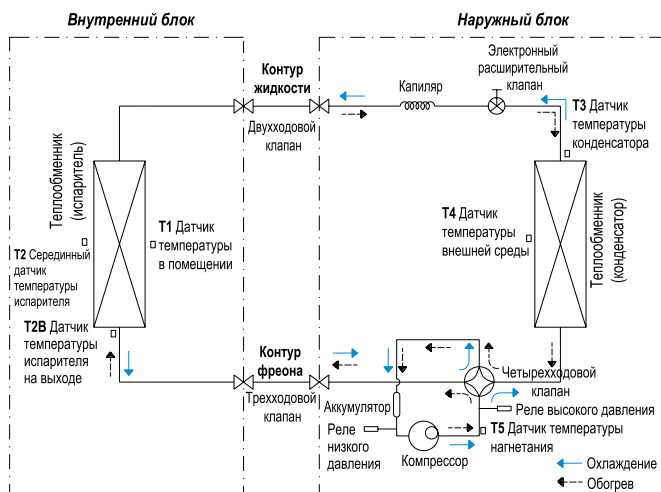 Внутренний блок
Наружный блок
Контур
жидкости
Двухходовой
клапан
Капиляр
Электронный
расширительный
клапан
T3 Датчик
температуры
конденсатора
Теплообменник
(испаритель)
T1 Датчик
температуры
в помещении
T2 Серединный
датчик
температуры
испарителя
T2B Датчик
температуры
испарителя
на выходе
T4 Датчик
температуры
внешней среды
Теплообменник
(конденсатор)
Контур
фреона
Трехходовой
клапан
Четырехходовой
клапан
Аккумулятор
Реле высокого давления
Реле
низкого
давления
T5 Датчик температуры
нагнетания
Компрессор
Охлаждение
Обогрев